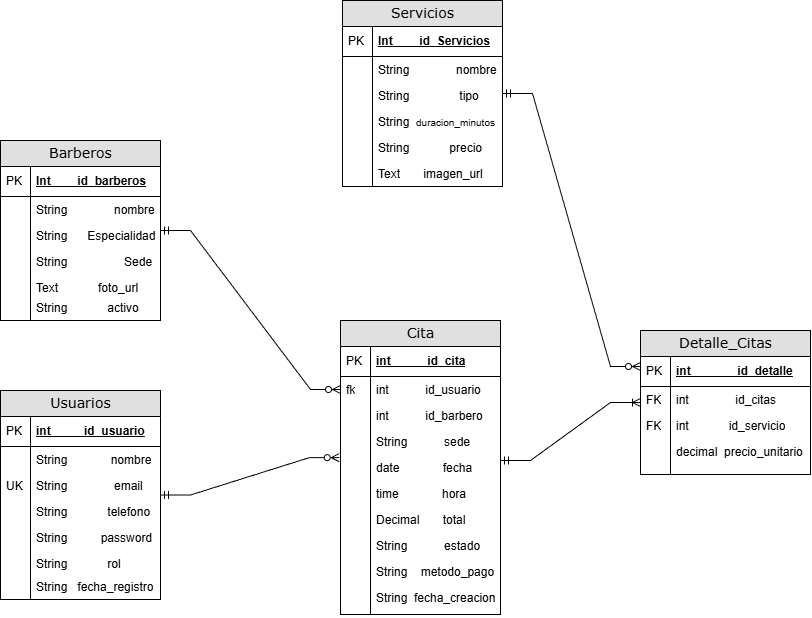 Servicios
PK Int id_Servicios
String nombre
String tipo
String duracion_minutos
String precio
Text imagen_url
Barberos
PK Int id_barberos
String nombre
String Especialidad
String Sede
Text foto_url
String activo
Usuarios
PK int id_usuario
String nombre
UK String email
String telefono
String password
String rol
String fecha_registro
Cita
PK int id_cita
fk int id_usuario
int id_barbero
String sede
date fecha
time hora
Decimal total
String estado
String metodo_pago
String fecha_creacion
Detalle_Citas
PK int id_detalle
FK int id_citas
FK int id_servicio
decimal precio_unitario